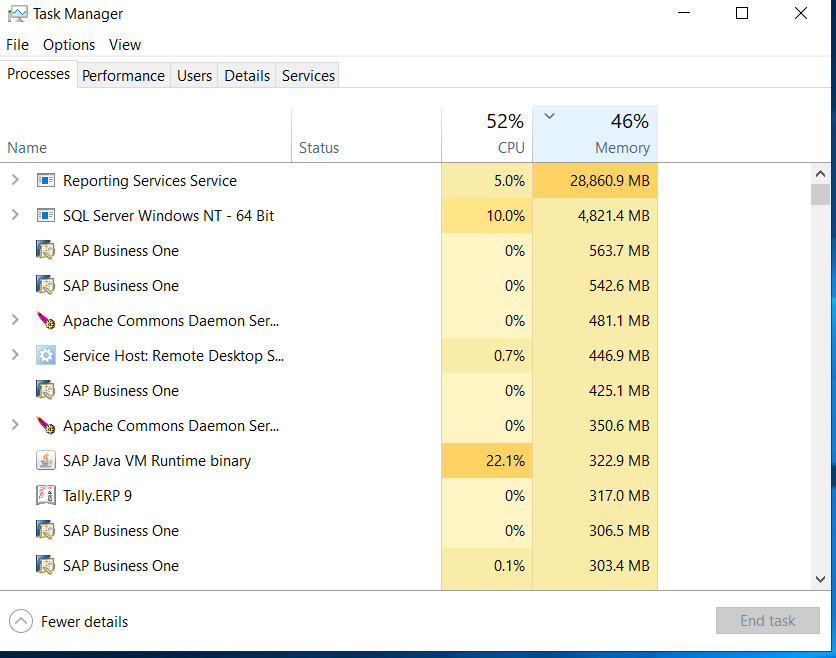 Task Manager
File Options View
Processes Performance Users Details Services
52% 46%
Name Status CPU Memory
Reporting Services Service 5.0% 28,860.9 MB
SQL Server Windows NT - 64 Bit 10.0% 4,821.4 MB
SAP Business One 0% 563.7 MB
SAP Business One 0% 542.6 MB
Apache Commons Daemon Ser... 0% 481.1 MB
Service Host: Remote Desktop S... 0.7% 446.9 MB
SAP Business One 0% 425.1 MB
Apache Commons Daemon Ser... 0% 350.6 MB
SAP Java VM Runtime binary 22.1% 322.9 MB
Tally.ERP 9 0% 317.0 MB
SAP Business One 0% 306.5 MB
SAP Business One 0.1% 303.4 MB
Fewer details End task